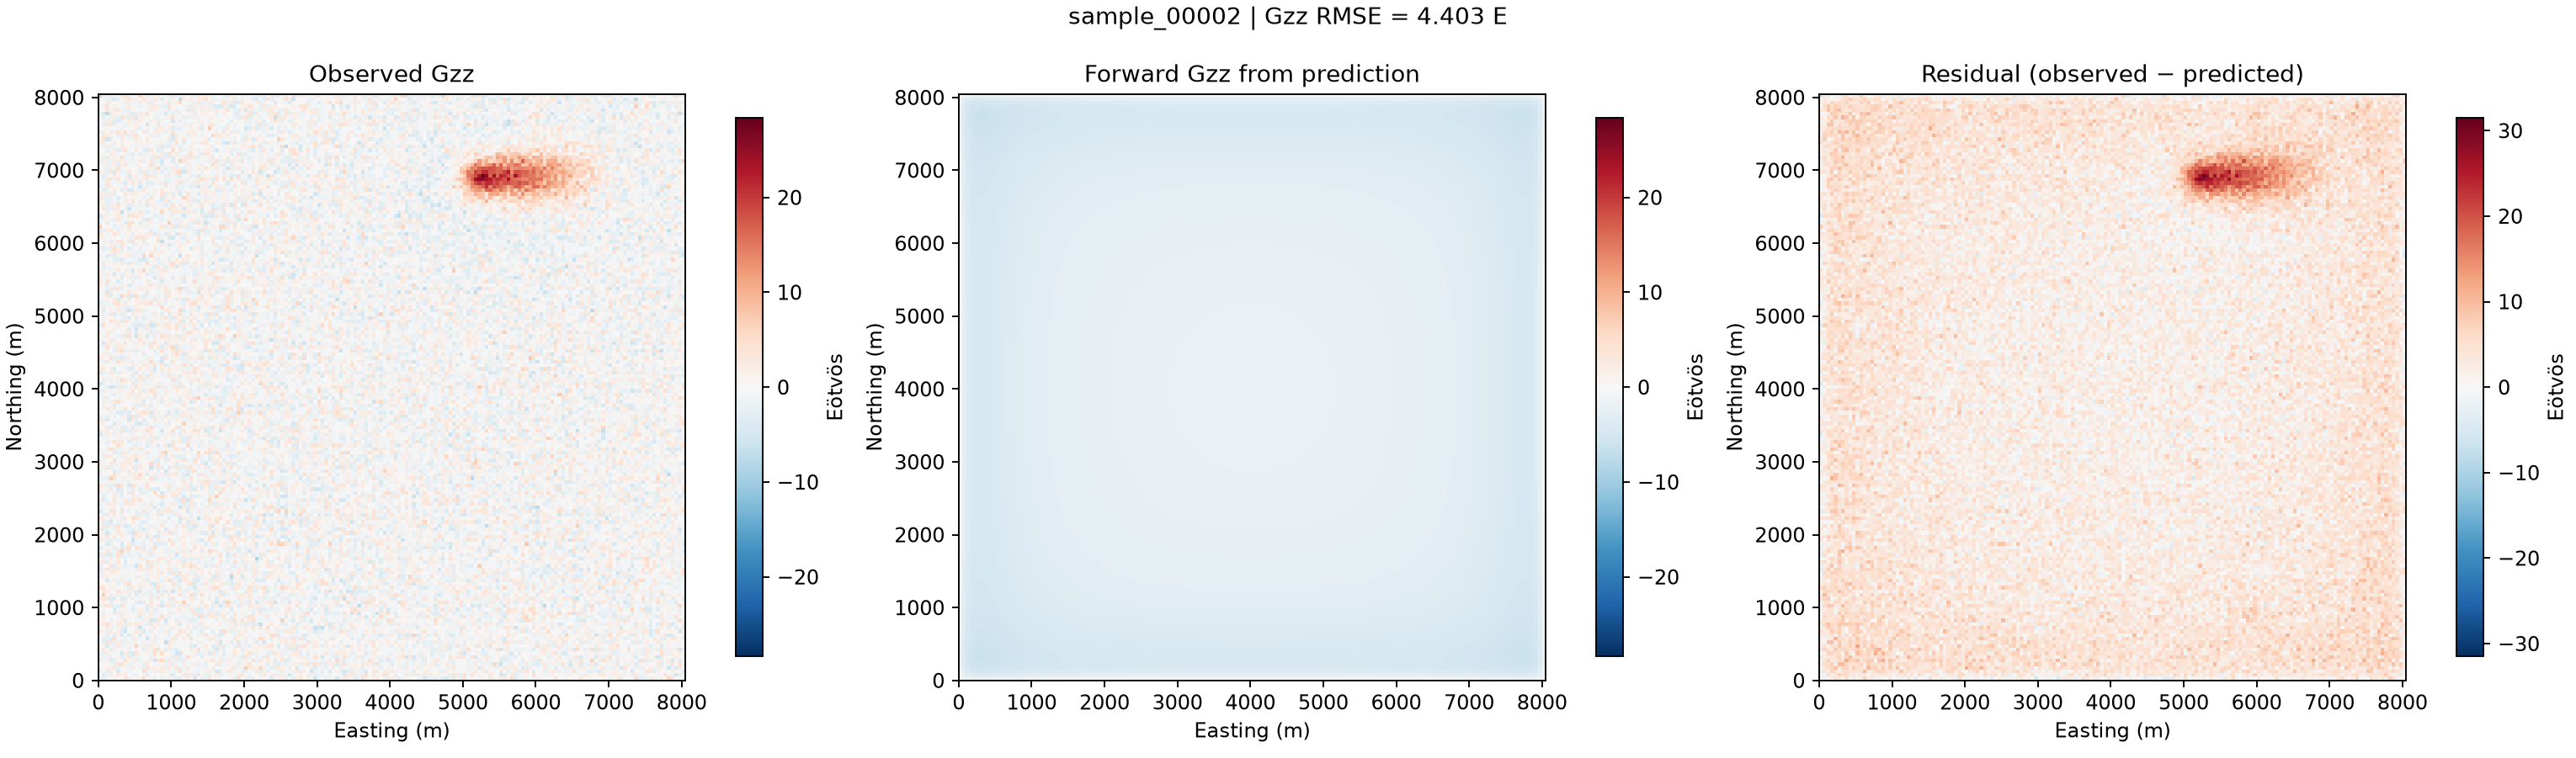 sample_00002 | Gzz RMSE = 4.403 E
Observed Gzz
8000
7000
6000
5000
4000
3000
2000
1000
0
Northing (m)
0 1000 2000 3000 4000 5000 6000 7000 8000
Easting (m)
20
10
0
−10
−20
Eötvös
Forward Gzz from prediction
8000
7000
6000
5000
4000
3000
2000
1000
0
Northing (m)
0 1000 2000 3000 4000 5000 6000 7000 8000
Easting (m)
20
10
0
−10
−20
Eötvös
Residual (observed − predicted)
8000
7000
6000
5000
4000
3000
2000
1000
0
Northing (m)
0 1000 2000 3000 4000 5000 6000 7000 8000
Easting (m)
30
20
10
0
−10
−20
−30
Eötvös